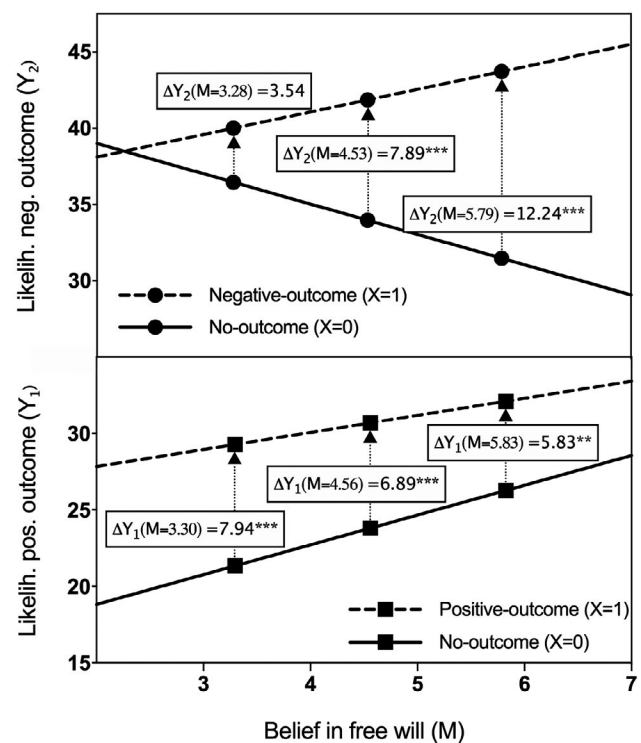 Likelih. neg. outcome (Y₂)
45
40
35
30
ΔY₂(M=3.28) = 3.54
ΔY₂(M=4.53) = 7.89***
ΔY₂(M=5.79) = 12.24***
Negative-outcome (X=1)
No-outcome (X=0)
Likelih. pos. outcome (Y₁)
30
25
20
15
ΔY₁(M=5.83) = 5.83**
ΔY₁(M=4.56) = 6.89***
ΔY₁(M=3.30) = 7.94***
Positive-outcome (X=1)
No-outcome (X=0)
3 4 5 6 7
Belief in free will (M)